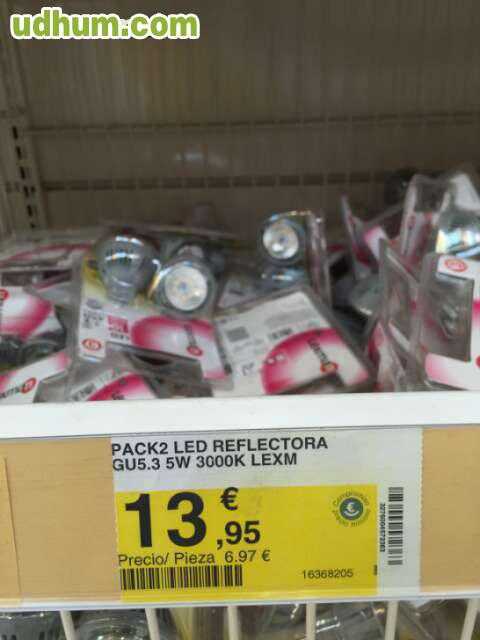 udhum.com
PACK2 LED REFLECTORA
GU5.3 5W 3000K LEXM
13,95 €
Precio/ Pieza 6.97 €
16368205